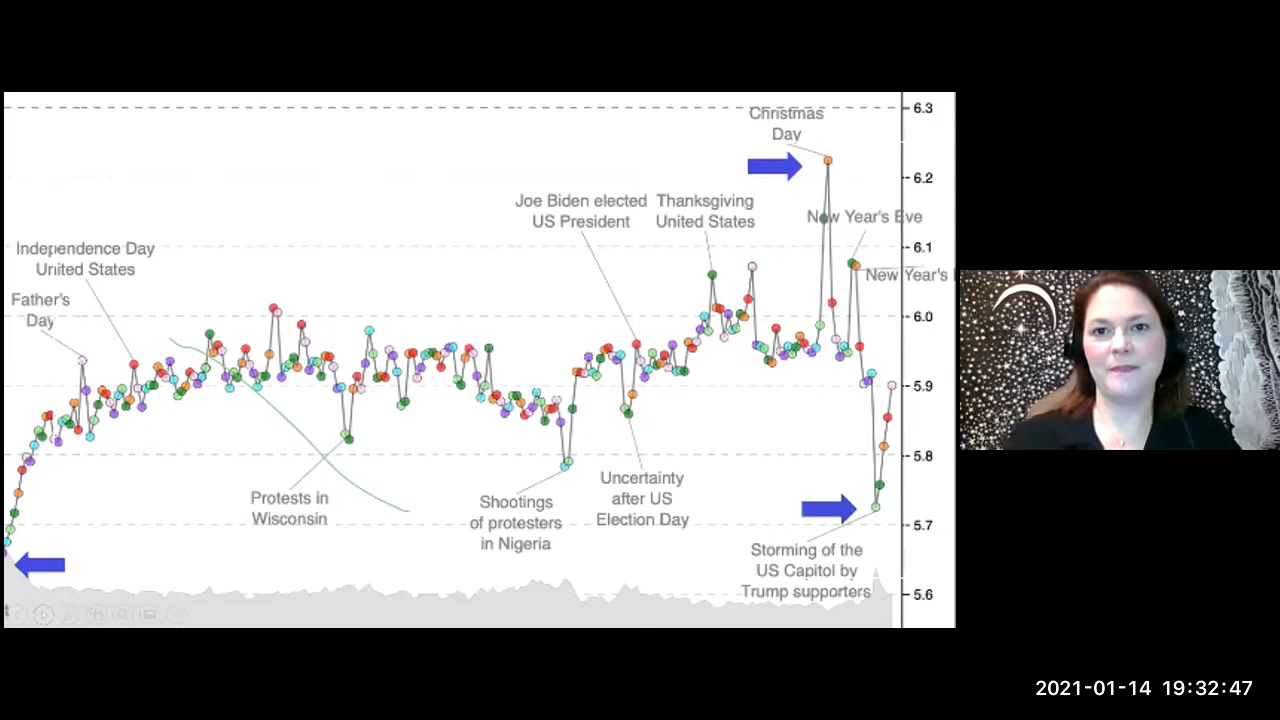 6.3
Christmas
Day
6.2
Joe Biden elected
US President
Thanksgiving
United States
New Year's Eve
6.1
Independence Day
United States
New Year's
Father's
Day
6.0
5.9
5.8
Protests in
Wisconsin
Shootings
of protesters
in Nigeria
Uncertainty
after US
Election Day
5.7
Storming of the
US Capitol by
Trump supporters
5.6
t
2021-01-14 19:32:47